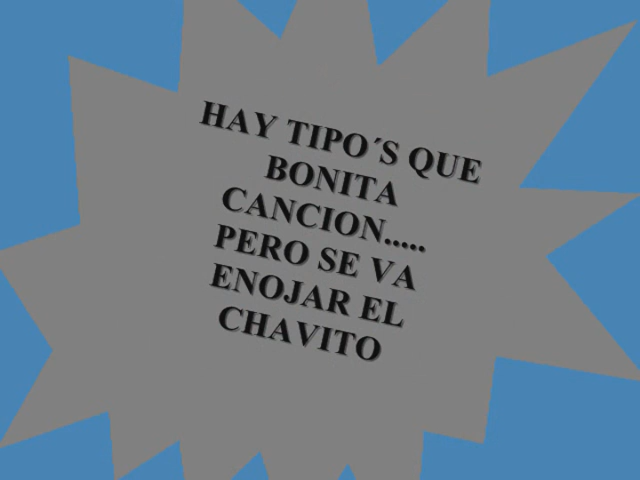 HAY TIPO´S QUE
BONITA
CANCION.....
PERO SE VA
ENOJAR EL
CHAVITO